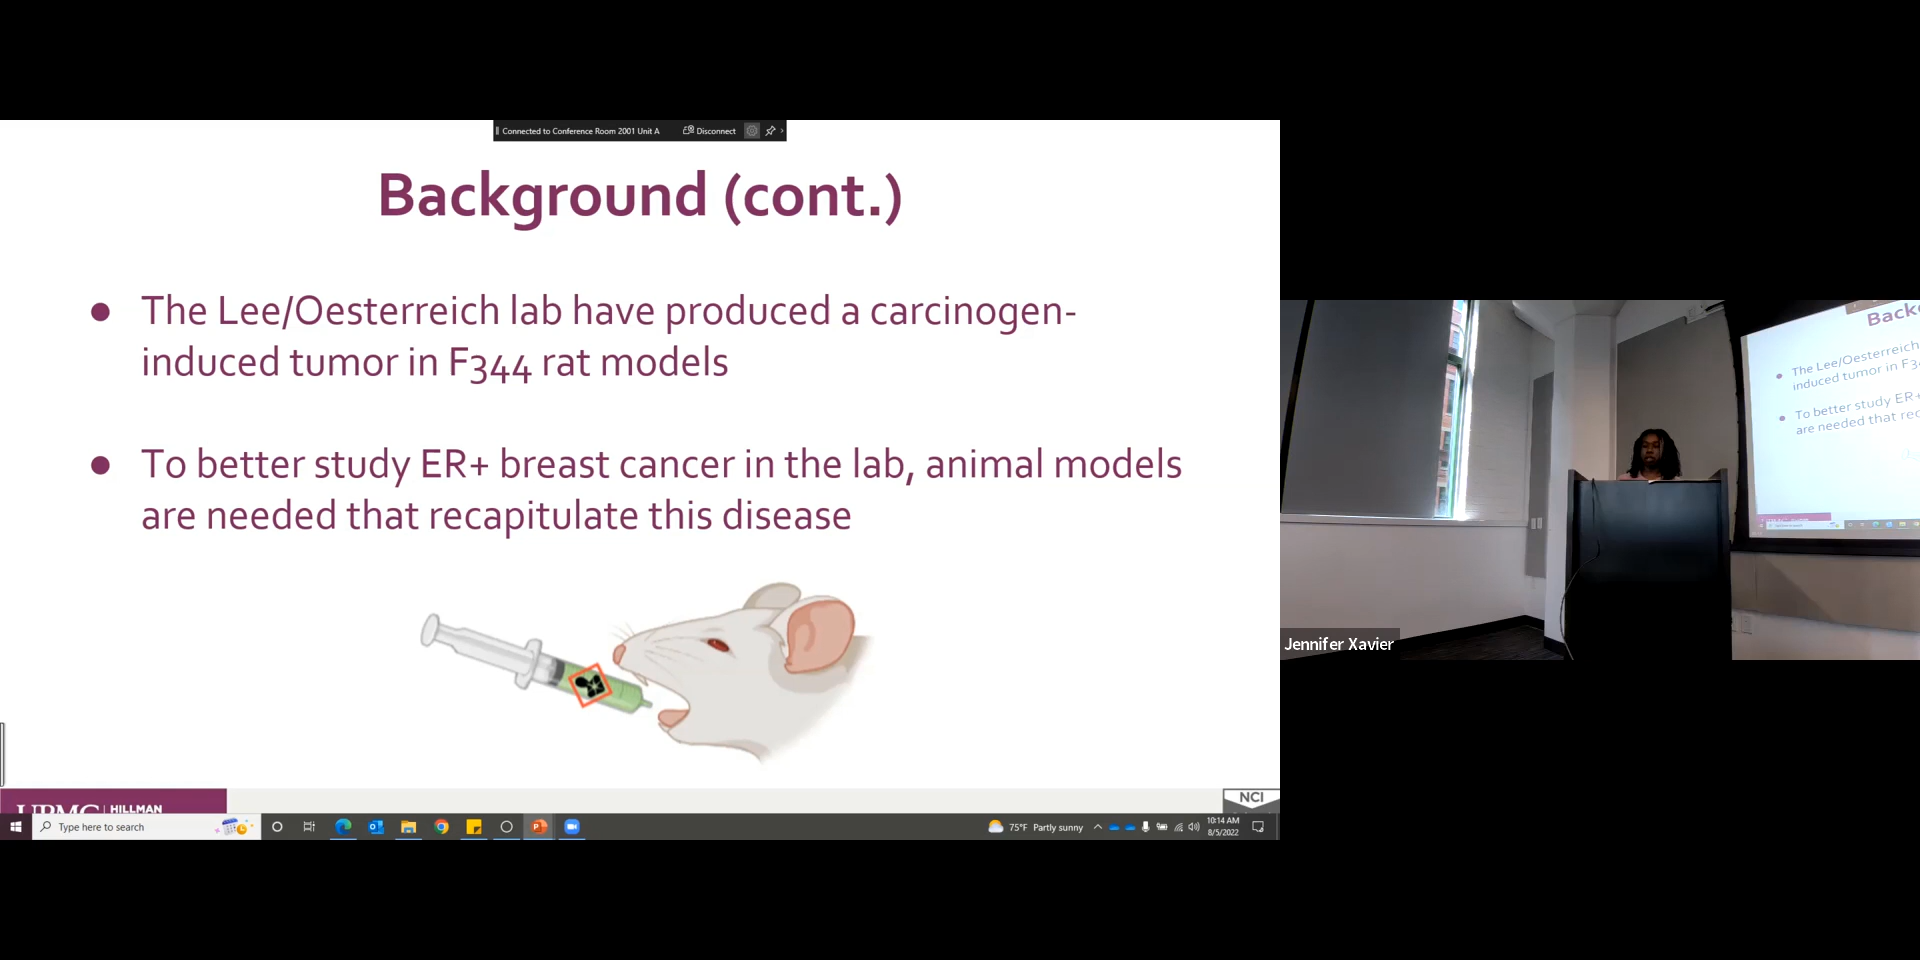 Connected to Conference Room 2001 Unit A Disconnect
Background (cont.)
The Lee/Oesterreich lab have produced a carcinogen-
induced tumor in F344 rat models
To better study ER+ breast cancer in the lab, animal models
are needed that recapitulate this disease
UPMC HILLMAN
NCI
Type here to search
75°F Partly sunny
10:14 AM
8/5/2022
Back
The Lee/Oesterreich
induced tumor in F34
To better study ER+
are needed that rec
Jennifer Xavier